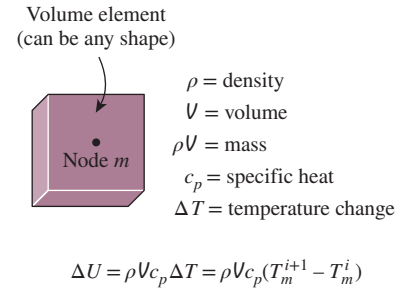 Volume element
(can be any shape)
Node m
ρ = density
V = volume
ρV = mass
c_p = specific heat
ΔT = temperature change
ΔU = ρVc_pΔT = ρVc_p(T_m^{i+1} – T_m^i)